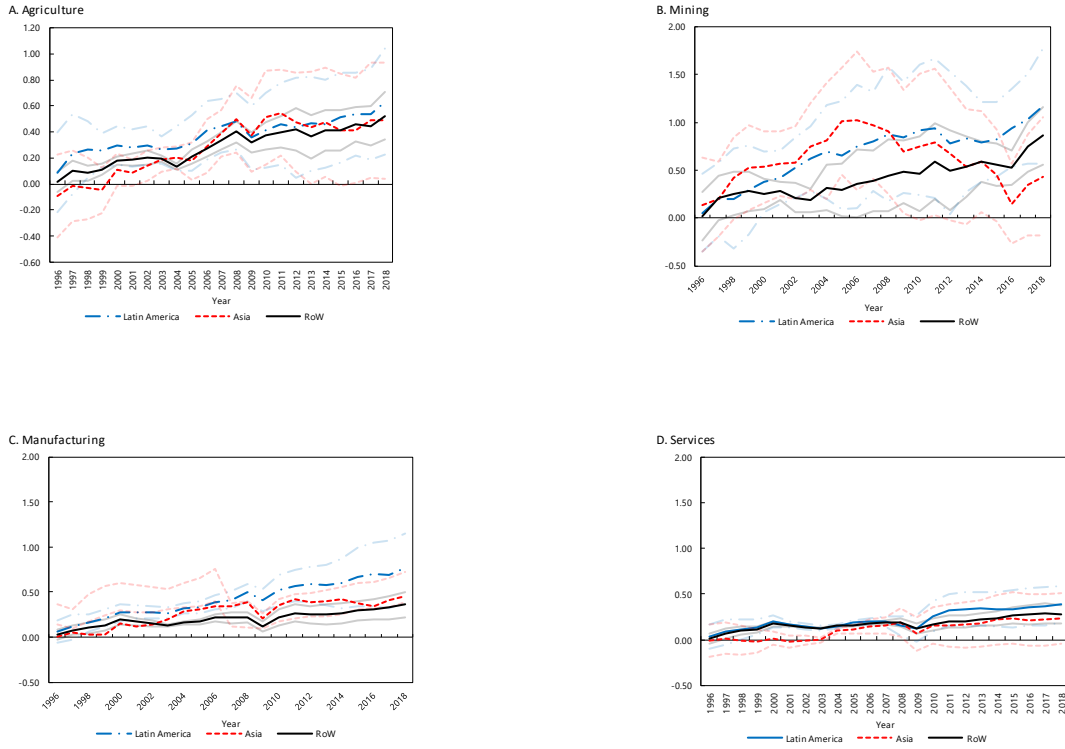 A. Agriculture
1.20
1.00
0.80
0.60
0.40
0.20
0.00
-0.20
-0.40
-0.60
1996 1997 1998 1999 2000 2001 2002 2003 2004 2005 2006 2007 2008 2009 2010 2011 2012 2013 2014 2015 2016 2017 2018
Year
Latin America Asia RoW
B. Mining
2.00
1.50
1.00
0.50
0.00
-0.50
1996 1998 2000 2002 2004 2006 2008 2010 2012 2014 2016 2018
Year
Latin America Asia RoW
C. Manufacturing
2.00
1.50
1.00
0.50
0.00
-0.50
1996 1998 2000 2002 2004 2006 2008 2010 2012 2014 2016 2018
Year
Latin America Asia RoW
D. Services
2.00
1.50
1.00
0.50
0.00
-0.50
1996 1997 1998 1999 2000 2001 2002 2003 2004 2005 2006 2007 2008 2009 2010 2011 2012 2013 2014 2015 2016 2017 2018
Year
Latin America Asia RoW